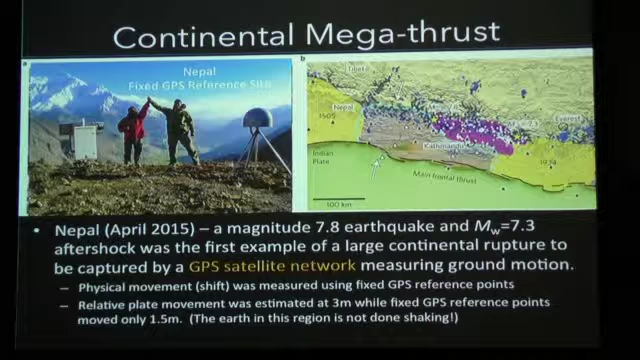 Continental Mega-thrust
a
Nepal
Fixed GPS Reference Site
b
Tibet
Nepal
1505
Kathmandu
Everest
1934
Indian
Plate
Main frontal thrust
100 km
• Nepal (April 2015) – a magnitude 7.8 earthquake and Mw=7.3
aftershock was the first example of a large continental rupture to
be captured by a GPS satellite network measuring ground motion.
– Physical movement (shift) was measured using fixed GPS reference points
– Relative plate movement was estimated at 3m while fixed GPS reference points
moved only 1.5m. (The earth in this region is not done shaking!)